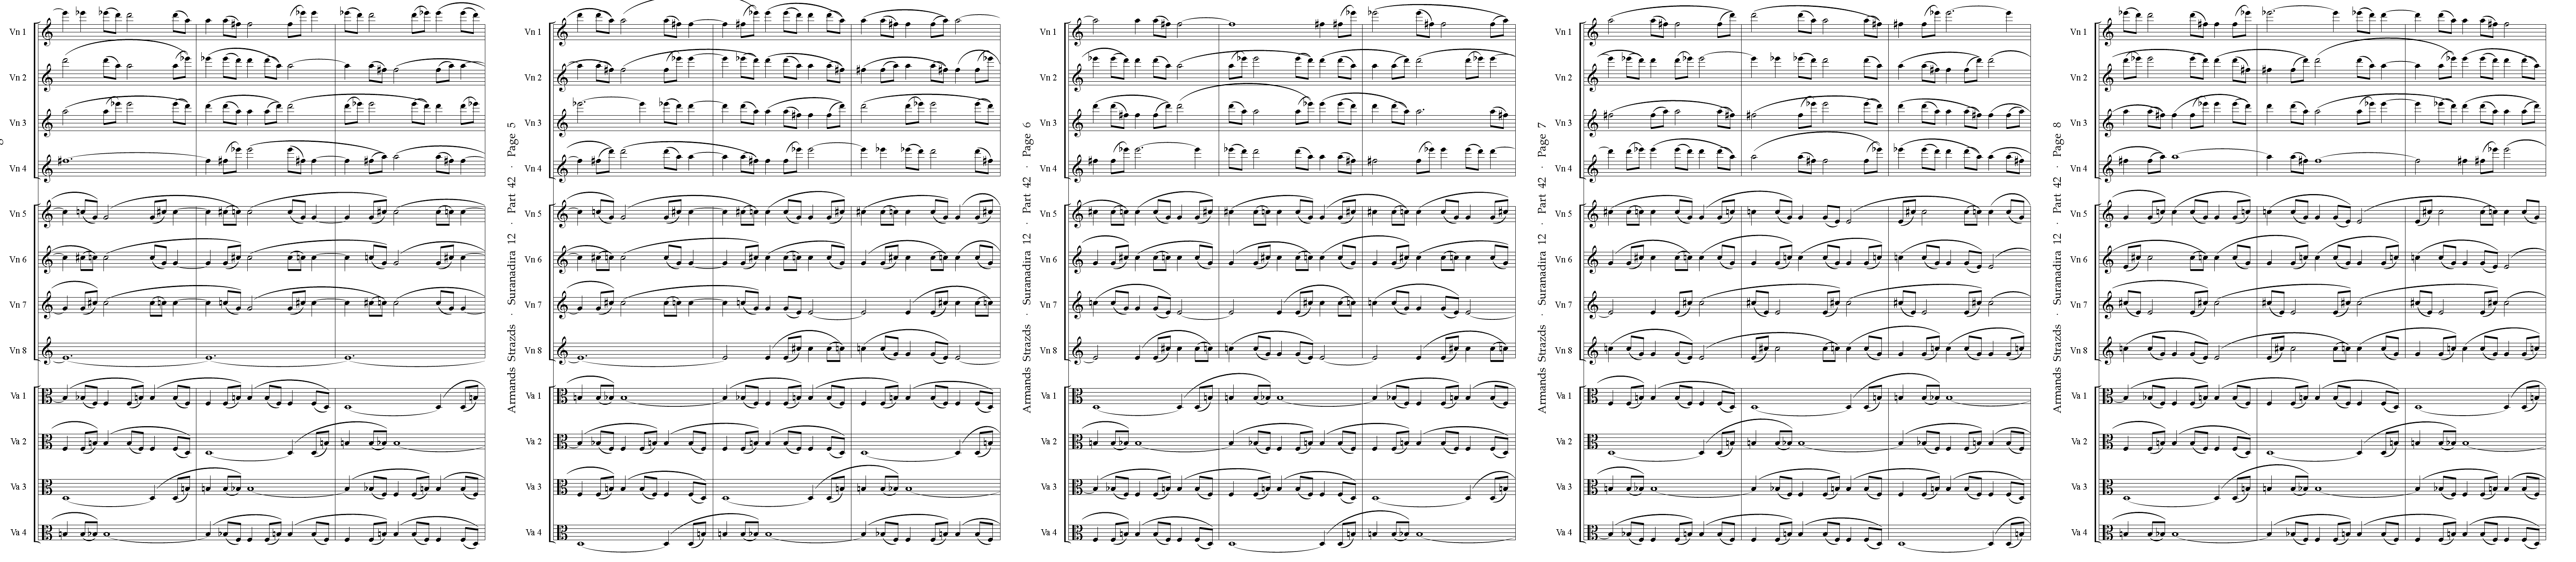 Vn 1
Vn 2
Vn 3
Vn 4
Vn 5
Vn 6
Vn 7
Vn 8
Va 1
Va 2
Va 3
Va 4
Armands Strazds · Suranadira 12 · Part 42 · Page 5
Vn 1
Vn 2
Vn 3
Vn 4
Vn 5
Vn 6
Vn 7
Vn 8
Va 1
Va 2
Va 3
Va 4
Armands Strazds · Suranadira 12 · Part 42 · Page 6
Vn 1
Vn 2
Vn 3
Vn 4
Vn 5
Vn 6
Vn 7
Vn 8
Va 1
Va 2
Va 3
Va 4
Armands Strazds · Suranadira 12 · Part 42 · Page 7
Vn 1
Vn 2
Vn 3
Vn 4
Vn 5
Vn 6
Vn 7
Vn 8
Va 1
Va 2
Va 3
Va 4
Armands Strazds · Suranadira 12 · Part 42 · Page 8
Vn 1
Vn 2
Vn 3
Vn 4
Vn 5
Vn 6
Vn 7
Vn 8
Va 1
Va 2
Va 3
Va 4